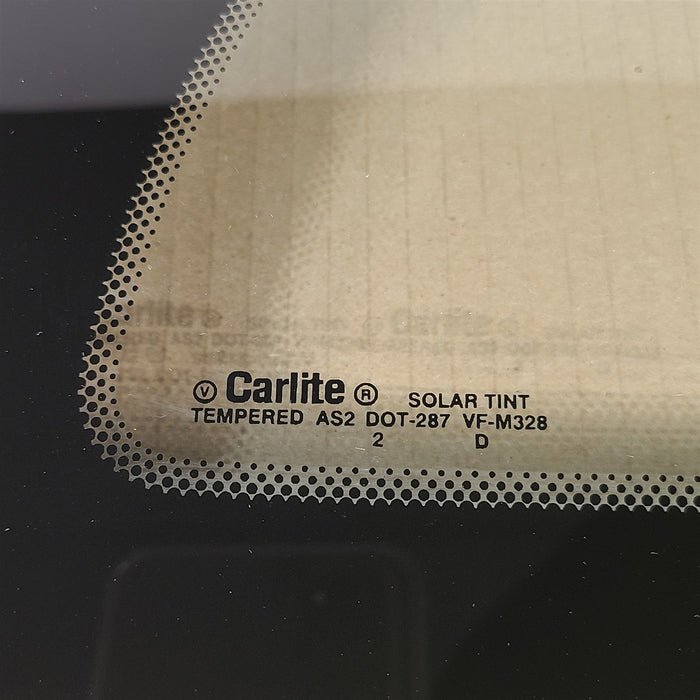 Ⓥ Carlite ® SOLAR TINT
TEMPERED AS2 DOT-287 VF-M328
2 D